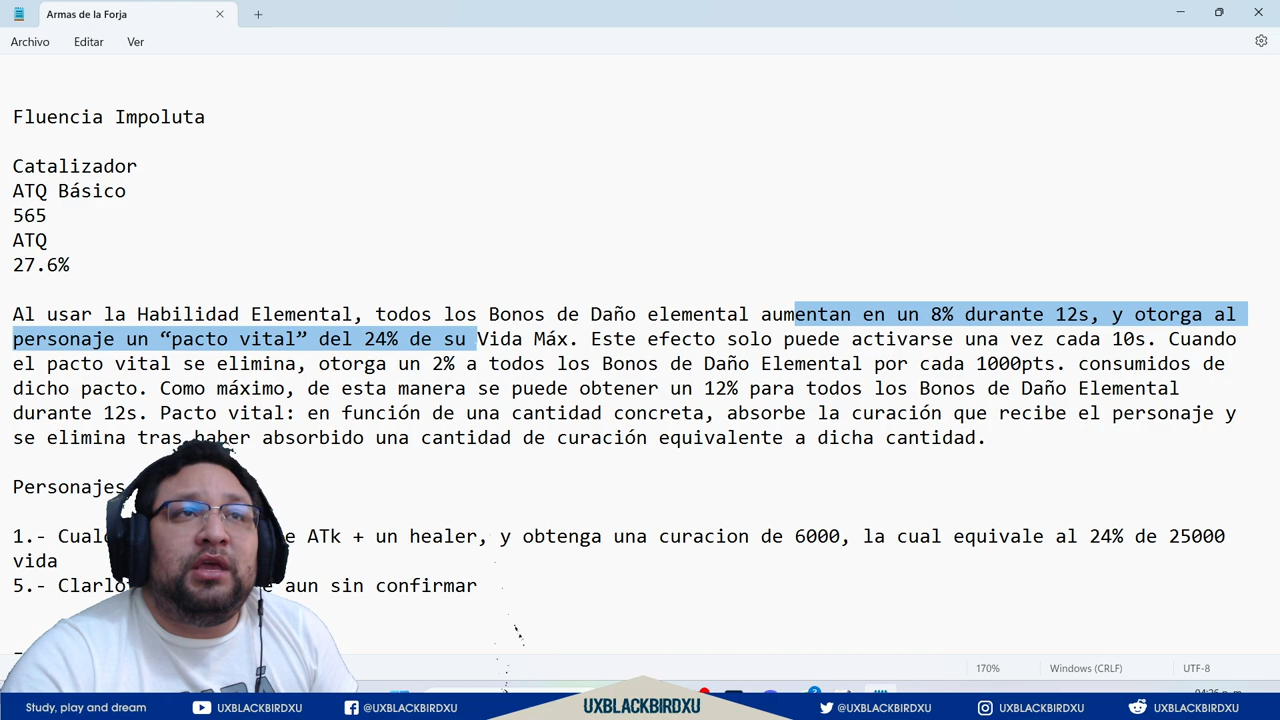 Armas de la Forja
Archivo Editar Ver
Fluencia Impoluta
Catalizador
ATQ Básico
565
ATQ
27.6%
Al usar la Habilidad Elemental, todos los Bonos de Daño elemental aumentan en un 8% durante 12s, y otorga al
personaje un “pacto vital” del 24% de su Vida Máx. Este efecto solo puede activarse una vez cada 10s. Cuando
el pacto vital se elimina, otorga un 2% a todos los Bonos de Daño Elemental por cada 1000pts. consumidos de
dicho pacto. Como máximo, de esta manera se puede obtener un 12% para todos los Bonos de Daño Elemental
durante 12s. Pacto vital: en función de una cantidad concreta, absorbe la curación que recibe el personaje y
se elimina tras haber absorbido una cantidad de curación equivalente a dicha cantidad.
Personajes
1.- ATk + un healer, y obtenga una curacion de 6000, la cual equivale al 24% de 25000
vida
5.- aun sin confirmar
170% Windows (CRLF) UTF-8
Study, play and dream UXBLACKBIRDXU @UXBLACKBIRDXU UXBLACKBIRDXU @UXBLACKBIRDXU UXBLACKBIRDXU UXBLACKBIRDXU